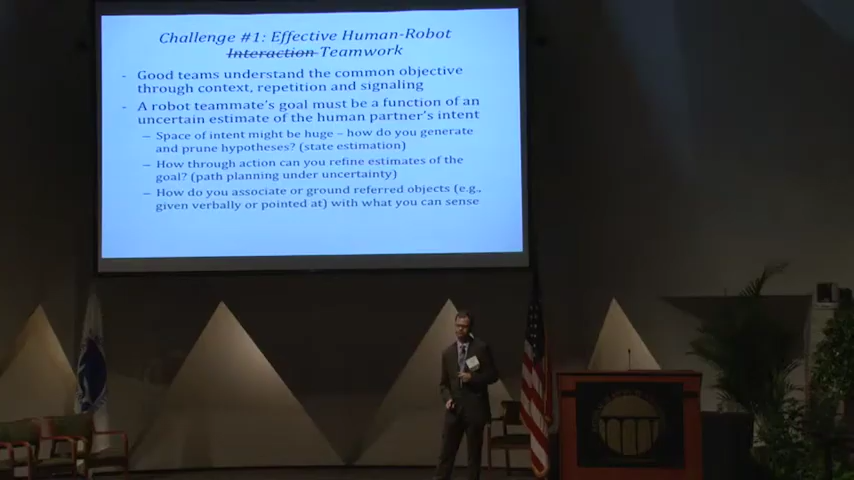 Challenge #1: Effective Human-Robot
Interaction Teamwork
- Good teams understand the common objective
through context, repetition and signaling
- A robot teammate's goal must be a function of an
uncertain estimate of the human partner's intent
– Space of intent might be huge – how do you generate
and prune hypotheses? (state estimation)
– How through action can you refine estimates of the
goal? (path planning under uncertainty)
– How do you associate or ground referred objects (e.g.,
given verbally or pointed at) with what you can sense